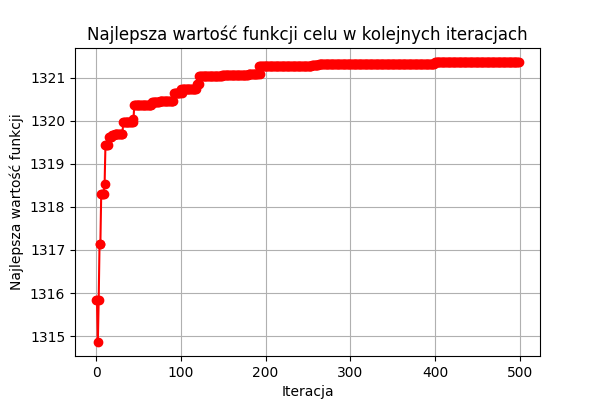 Najlepsza wartość funkcji celu w kolejnych iteracjach
Najlepsza wartość funkcji
1321
1320
1319
1318
1317
1316
1315
0 100 200 300 400 500
Iteracja